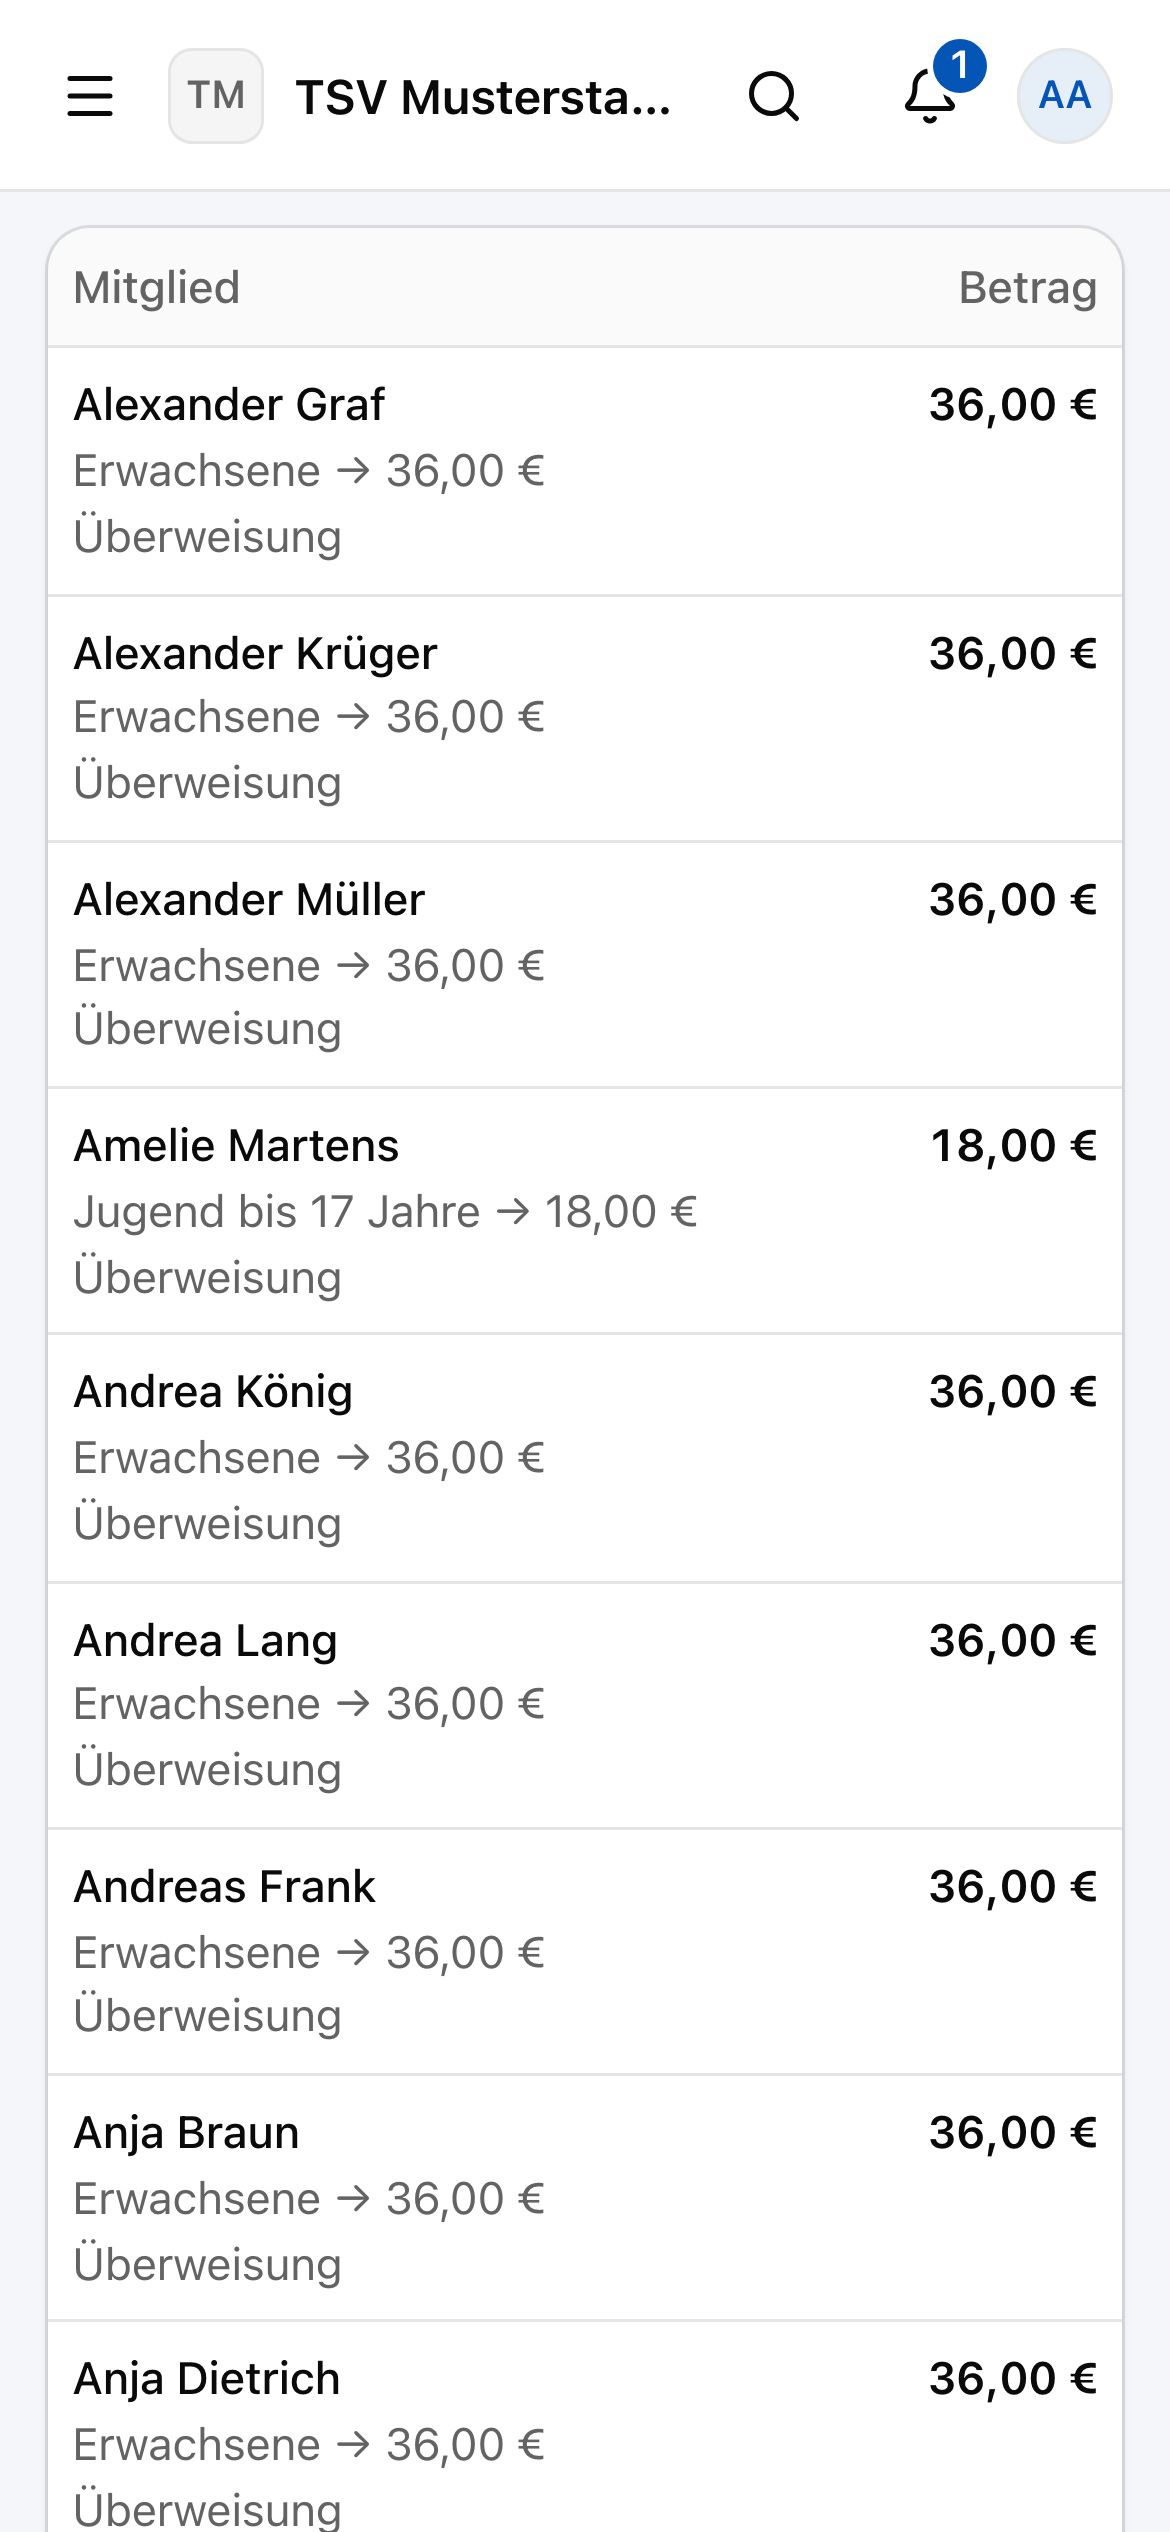 TM TSV Mustersta... 1 AA
Mitglied Betrag
Alexander Graf 36,00 €
Erwachsene → 36,00 €
Überweisung
Alexander Krüger 36,00 €
Erwachsene → 36,00 €
Überweisung
Alexander Müller 36,00 €
Erwachsene → 36,00 €
Überweisung
Amelie Martens 18,00 €
Jugend bis 17 Jahre → 18,00 €
Überweisung
Andrea König 36,00 €
Erwachsene → 36,00 €
Überweisung
Andrea Lang 36,00 €
Erwachsene → 36,00 €
Überweisung
Andreas Frank 36,00 €
Erwachsene → 36,00 €
Überweisung
Anja Braun 36,00 €
Erwachsene → 36,00 €
Überweisung
Anja Dietrich 36,00 €
Erwachsene → 36,00 €
Überweisung